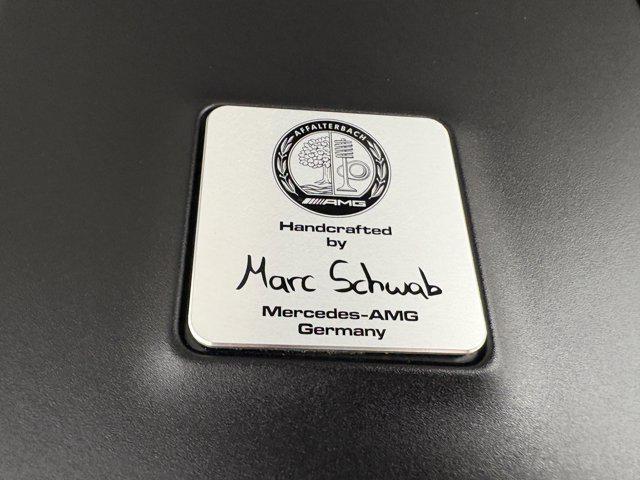 AFFALTERBACH
AMG
Handcrafted
by
Marc Schwab
Mercedes-AMG
Germany